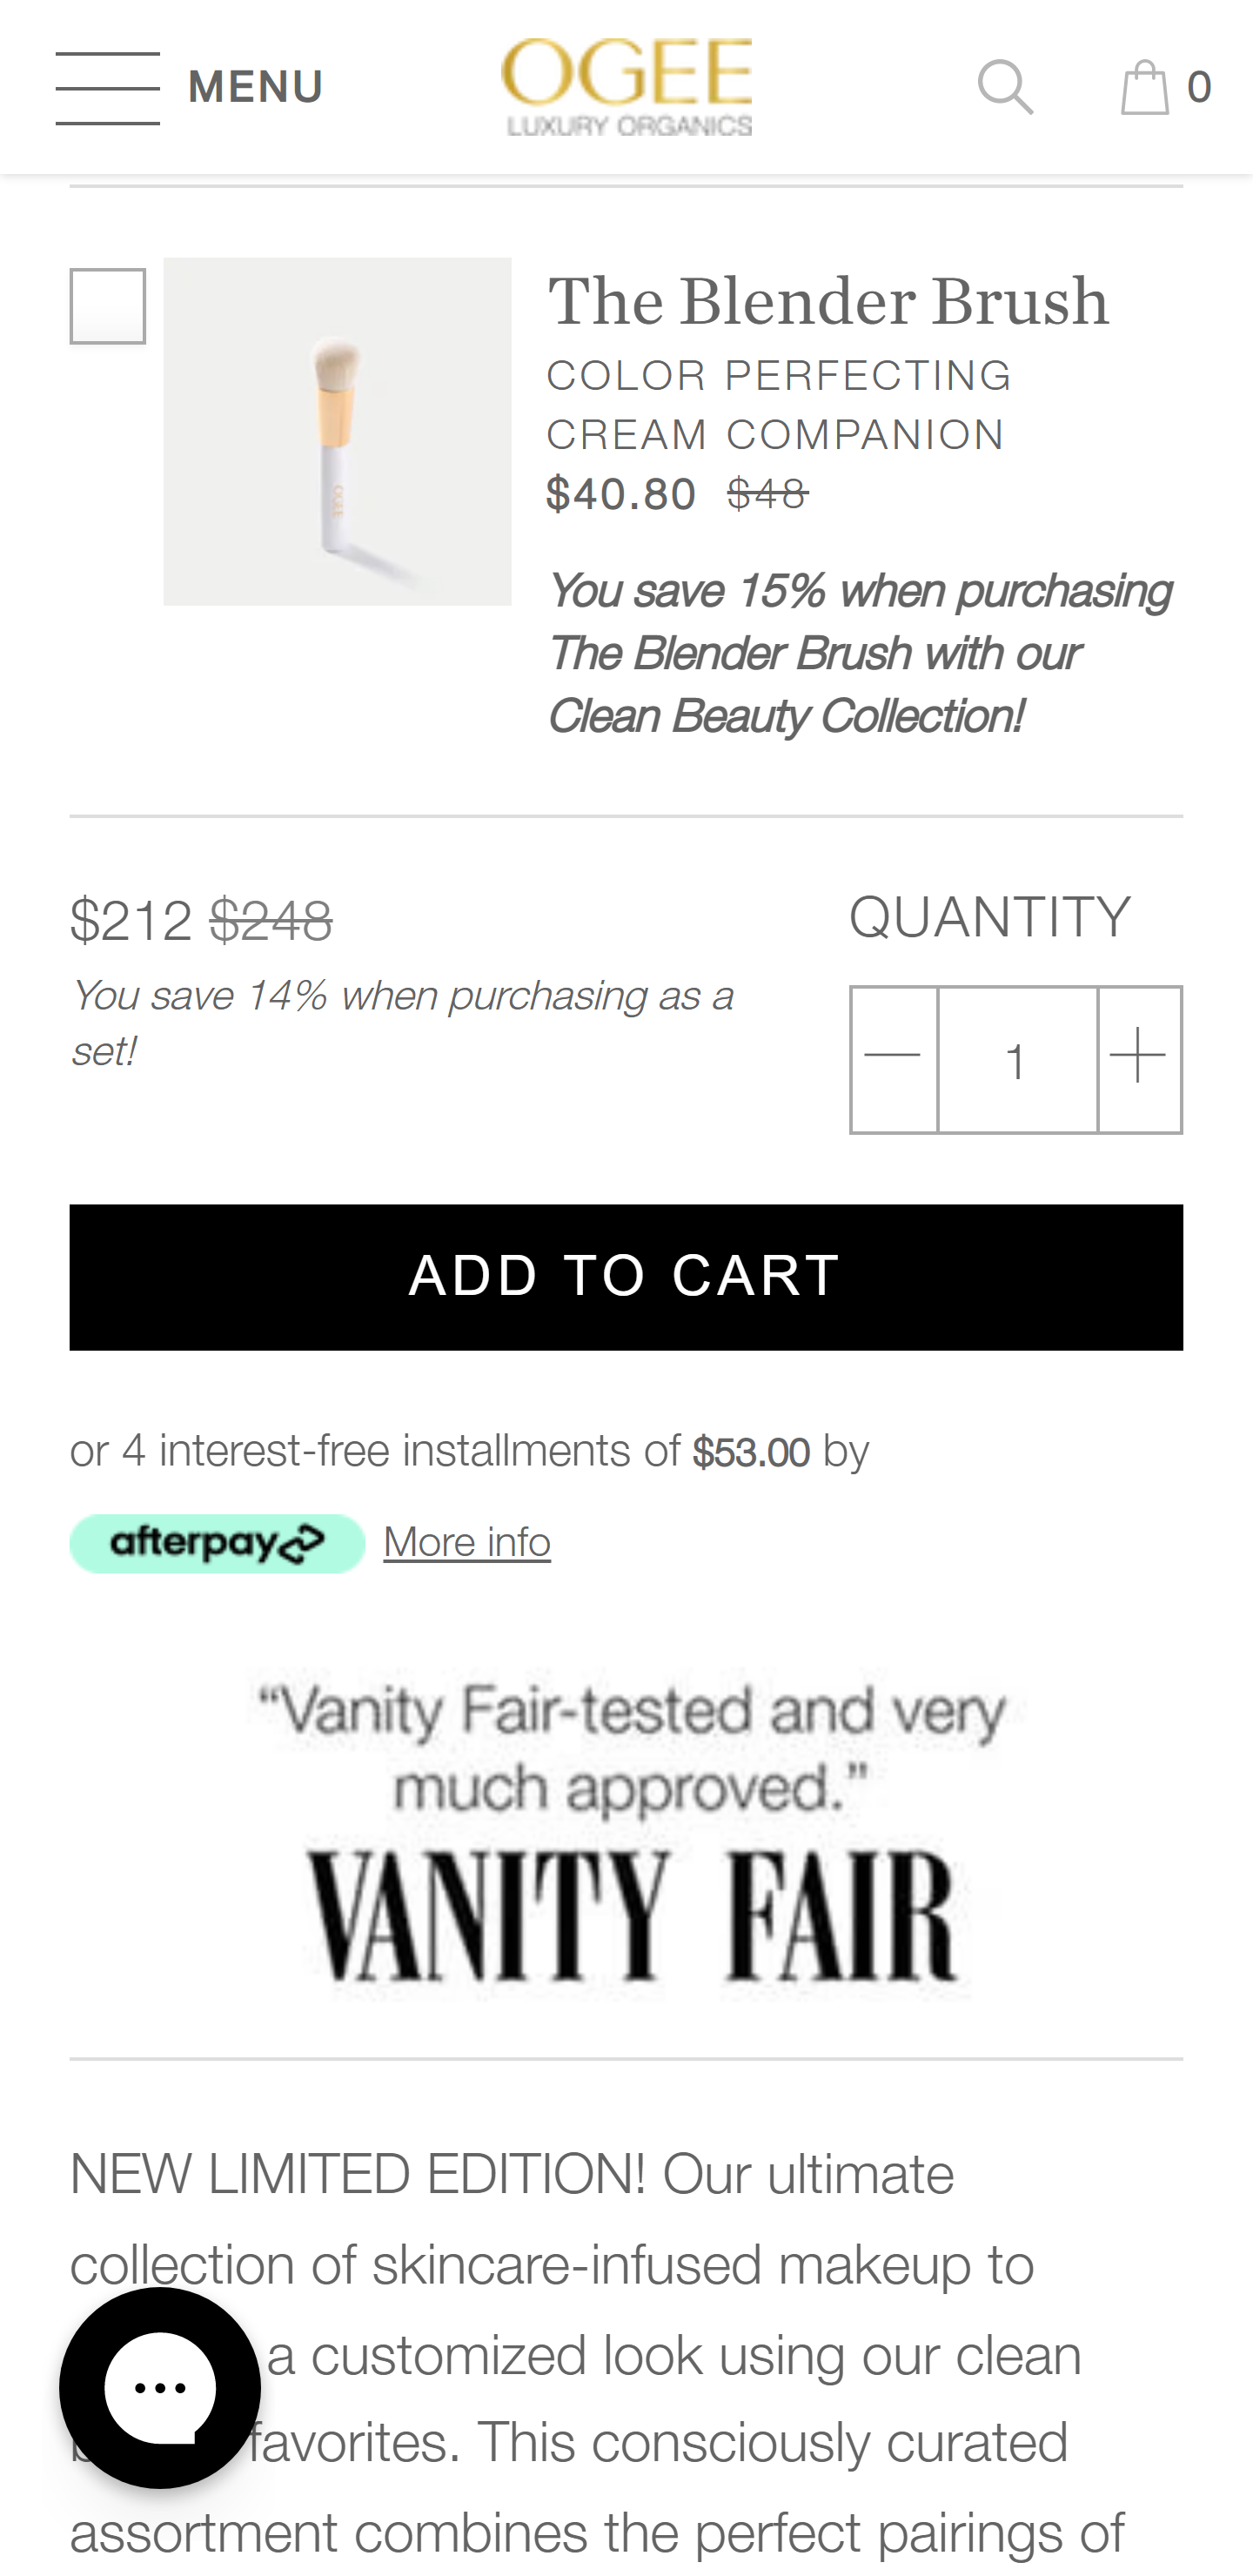 MENU
OGEE
LUXURY ORGANICS
0
The Blender Brush
COLOR PERFECTING
CREAM COMPANION
$40.80 $48
OGEE
You save 15% when purchasing
The Blender Brush with our
Clean Beauty Collection!
$212 $248
You save 14% when purchasing as a
set!
QUANTITY
1
ADD TO CART
or 4 interest-free installments of $53.00 by
afterpay More info
“Vanity Fair-tested and very
much approved.”
VANITY FAIR
NEW LIMITED EDITION! Our ultimate
collection of skincare-infused makeup to
a customized look using our clean
favorites. This consciously curated
assortment combines the perfect pairings of